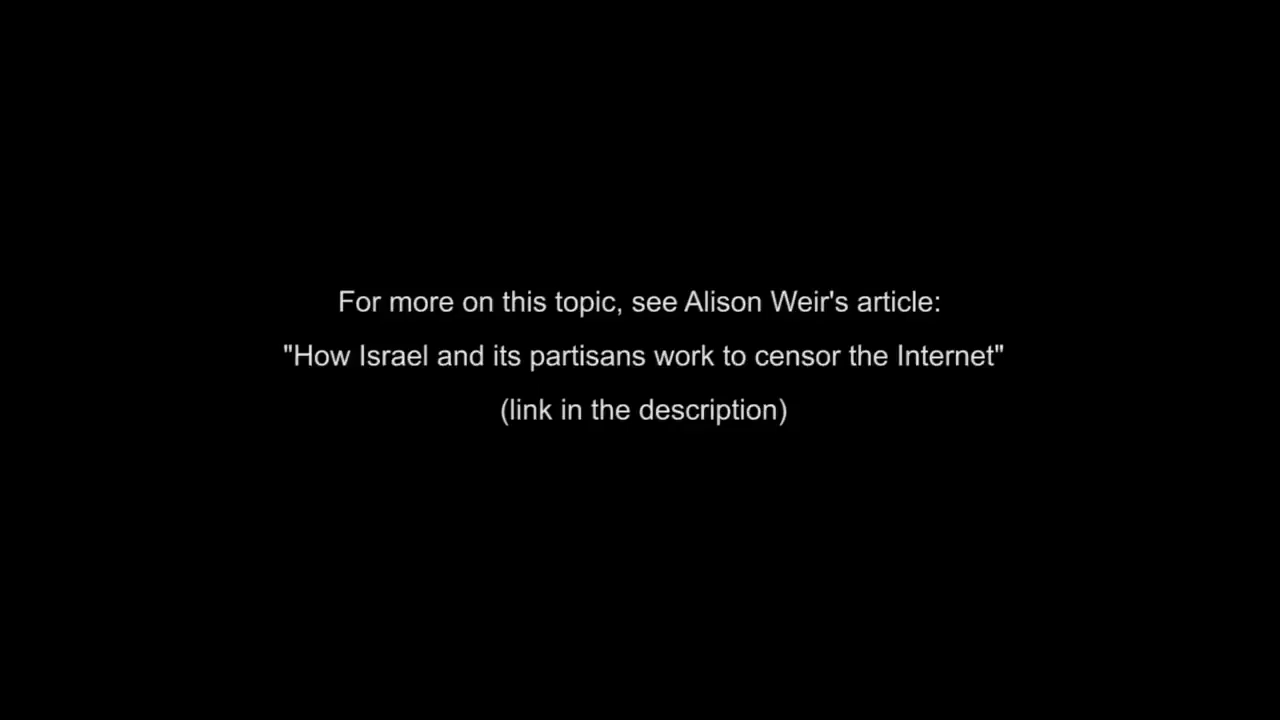 For more on this topic, see Alison Weir's article:
"How Israel and its partisans work to censor the Internet"
(link in the description)